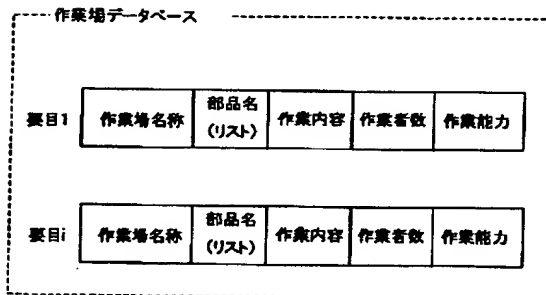 作業場データベース
要目1
作業場名称
部品名
(リスト)
作業内容
作業者数
作業能力
要目i
作業場名称
部品名
(リスト)
作業内容
作業者数
作業能力